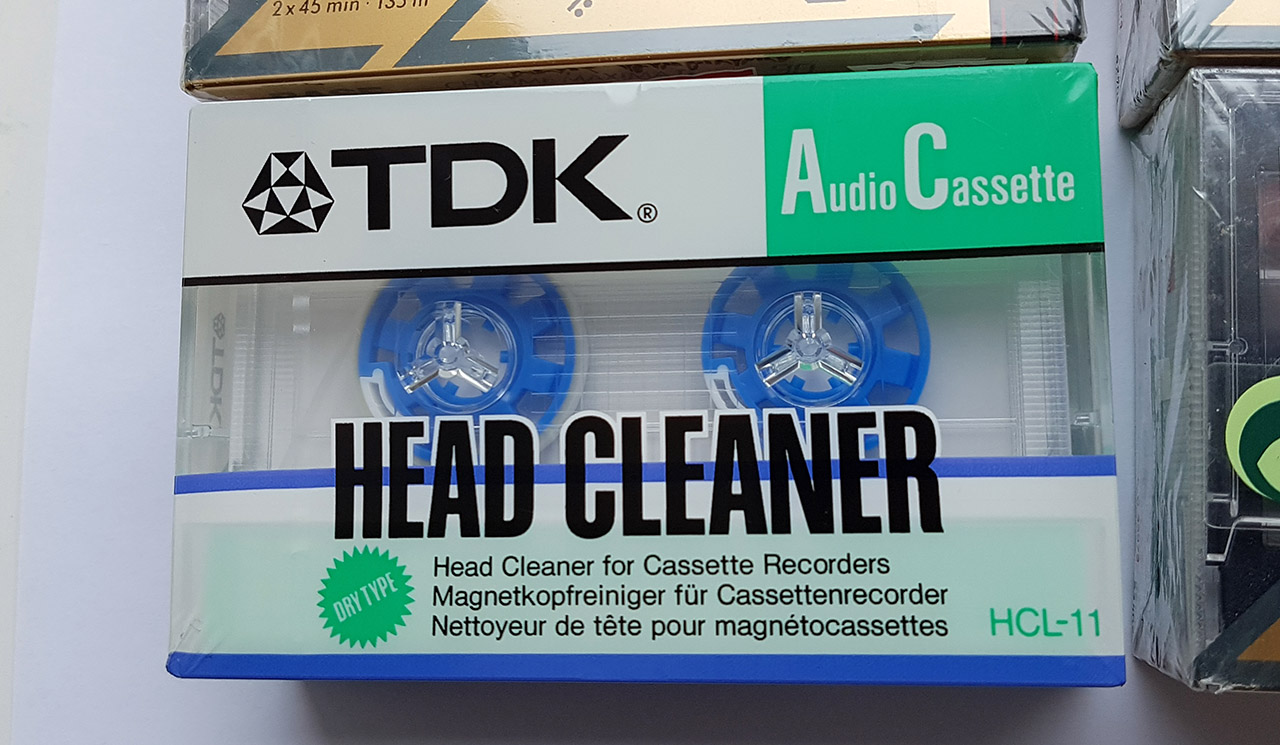 2 x 45 min · 135 m
TDK®
Audio Cassette
TDK
HEAD CLEANER
DRY TYPE
Head Cleaner for Cassette Recorders
Magnetkopfreiniger für Cassettenrecorder
Nettoyeur de tête pour magnétocassettes
HCL-11